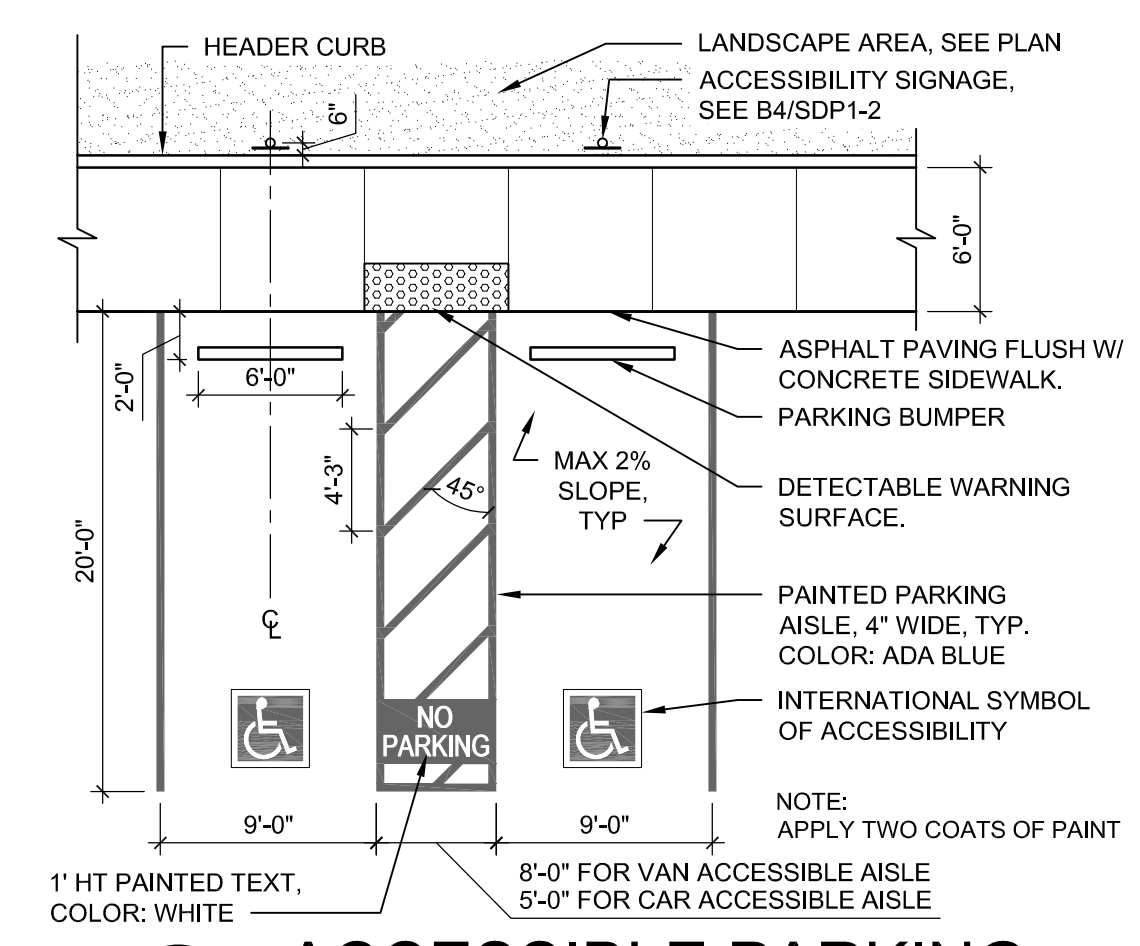 HEADER CURB
LANDSCAPE AREA, SEE PLAN
ACCESSIBILITY SIGNAGE,
SEE B4/SDP1-2
6"
6'-0"
2'-0"
6'-0"
ASPHALT PAVING FLUSH W/
CONCRETE SIDEWALK.
PARKING BUMPER
4'-3"
45°
MAX 2%
SLOPE,
TYP
DETECTABLE WARNING
SURFACE.
20'-0"
℄
PAINTED PARKING
AISLE, 4" WIDE, TYP.
COLOR: ADA BLUE
INTERNATIONAL SYMBOL
OF ACCESSIBILITY
NO
PARKING
NOTE:
APPLY TWO COATS OF PAINT
9'-0"
9'-0"
8'-0" FOR VAN ACCESSIBLE AISLE
5'-0" FOR CAR ACCESSIBLE AISLE
1' HT PAINTED TEXT,
COLOR: WHITE
ACCESSIBLE PARKING